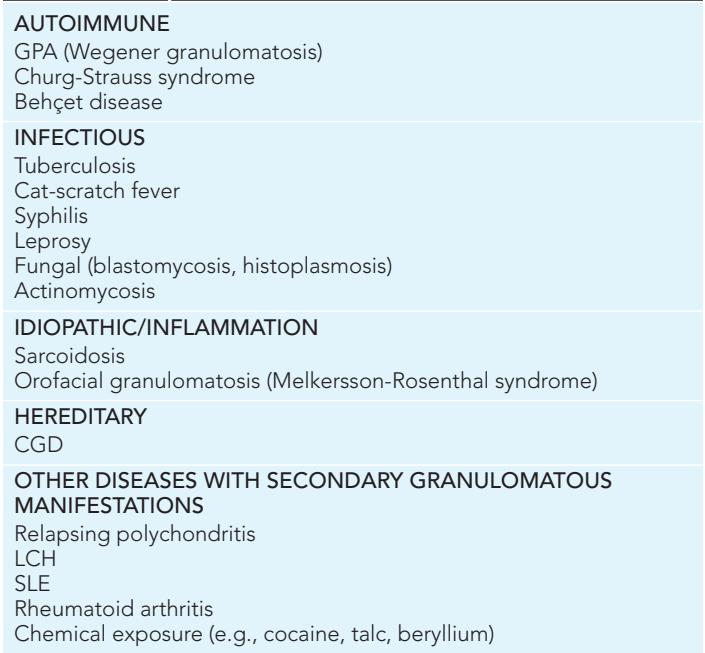 AUTOIMMUNE
GPA (Wegener granulomatosis)
Churg-Strauss syndrome
Behçet disease
INFECTIOUS
Tuberculosis
Cat-scratch fever
Syphilis
Leprosy
Fungal (blastomycosis, histoplasmosis)
Actinomycosis
IDIOPATHIC/INFLAMMATION
Sarcoidosis
Orofacial granulomatosis (Melkersson-Rosenthal syndrome)
HEREDITARY
CGD
OTHER DISEASES WITH SECONDARY GRANULOMATOUS
MANIFESTATIONS
Relapsing polychondritis
LCH
SLE
Rheumatoid arthritis
Chemical exposure (e.g., cocaine, talc, beryllium)